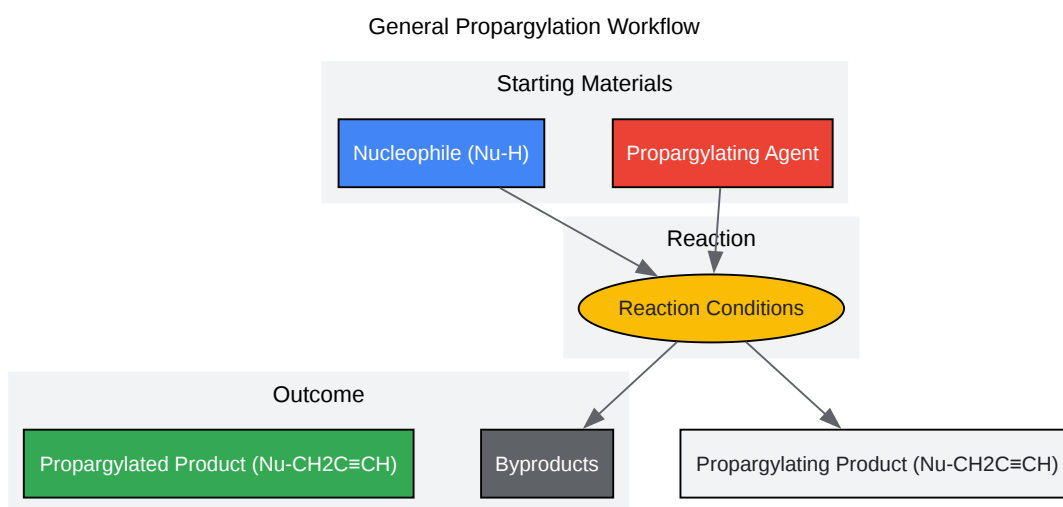 General Propargylation Workflow
Starting Materials
Nucleophile (Nu-H)
Propargylating Agent
Reaction
Reaction Conditions
Outcome
Propargylated Product (Nu-CH2C≡CH)
Byproducts
Propargylating Product (Nu-CH2C≡CH)